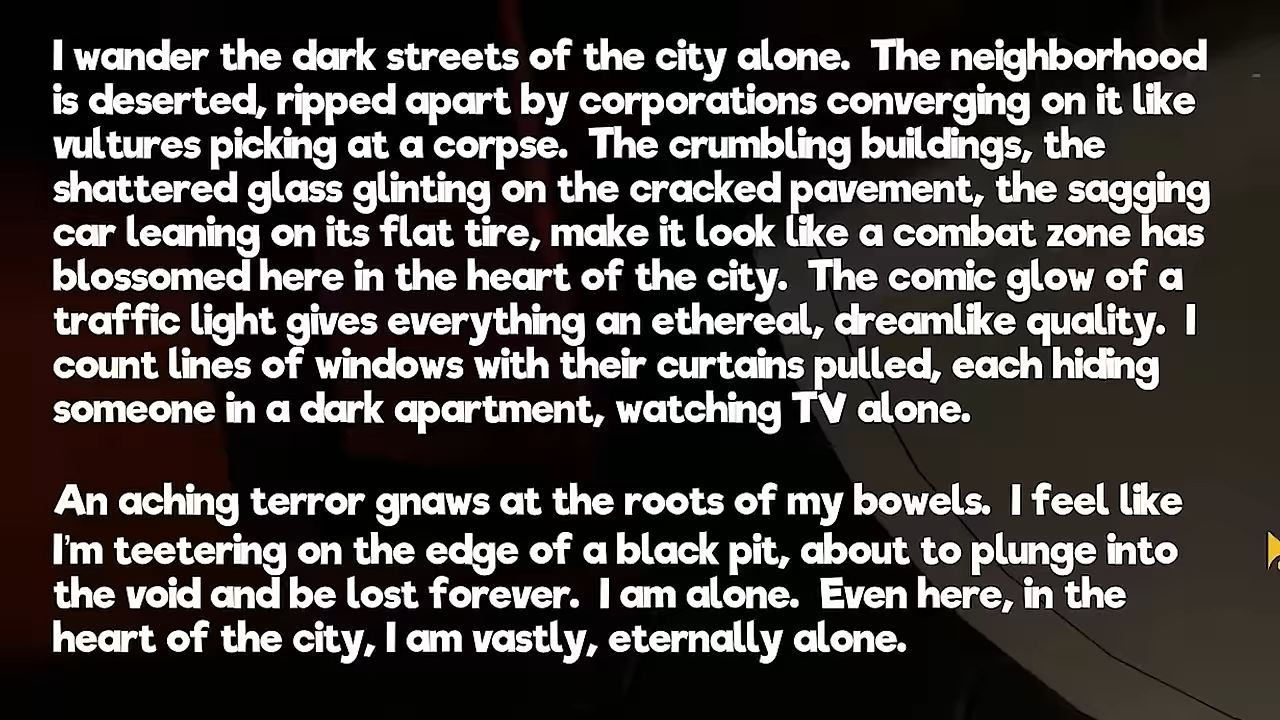 I wander the dark streets of the city alone.  The neighborhood
is deserted, ripped apart by corporations converging on it like
vultures picking at a corpse.  The crumbling buildings, the
shattered glass glinting on the cracked pavement, the sagging
car leaning on its flat tire, make it look like a combat zone has
blossomed here in the heart of the city.  The comic glow of a
traffic light gives everything an ethereal, dreamlike quality.  I
count lines of windows with their curtains pulled, each hiding
someone in a dark apartment, watching TV alone.
An aching terror gnaws at the roots of my bowels.  I feel like
I'm teetering on the edge of a black pit, about to plunge into
the void and be lost forever.  I am alone.  Even here, in the
heart of the city, I am vastly, eternally alone.